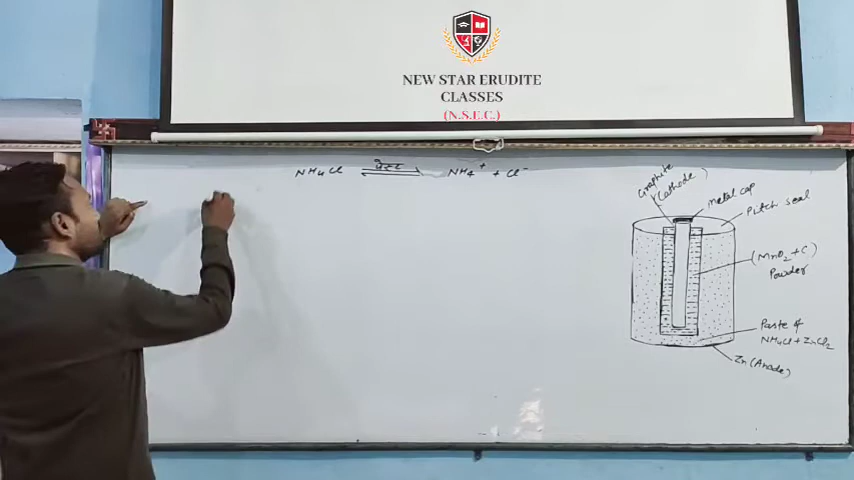 NEW STAR ERUDITE
CLASSES
(N.S.E.C.)
NH4Cl ⇌ NH4+ + Cl-
Graphite
(Cathode)
Metal cap
Pitch seal
(MnO2 + C)
Powder
Paste of
NH4Cl + ZnCl2
Zn (Anode)